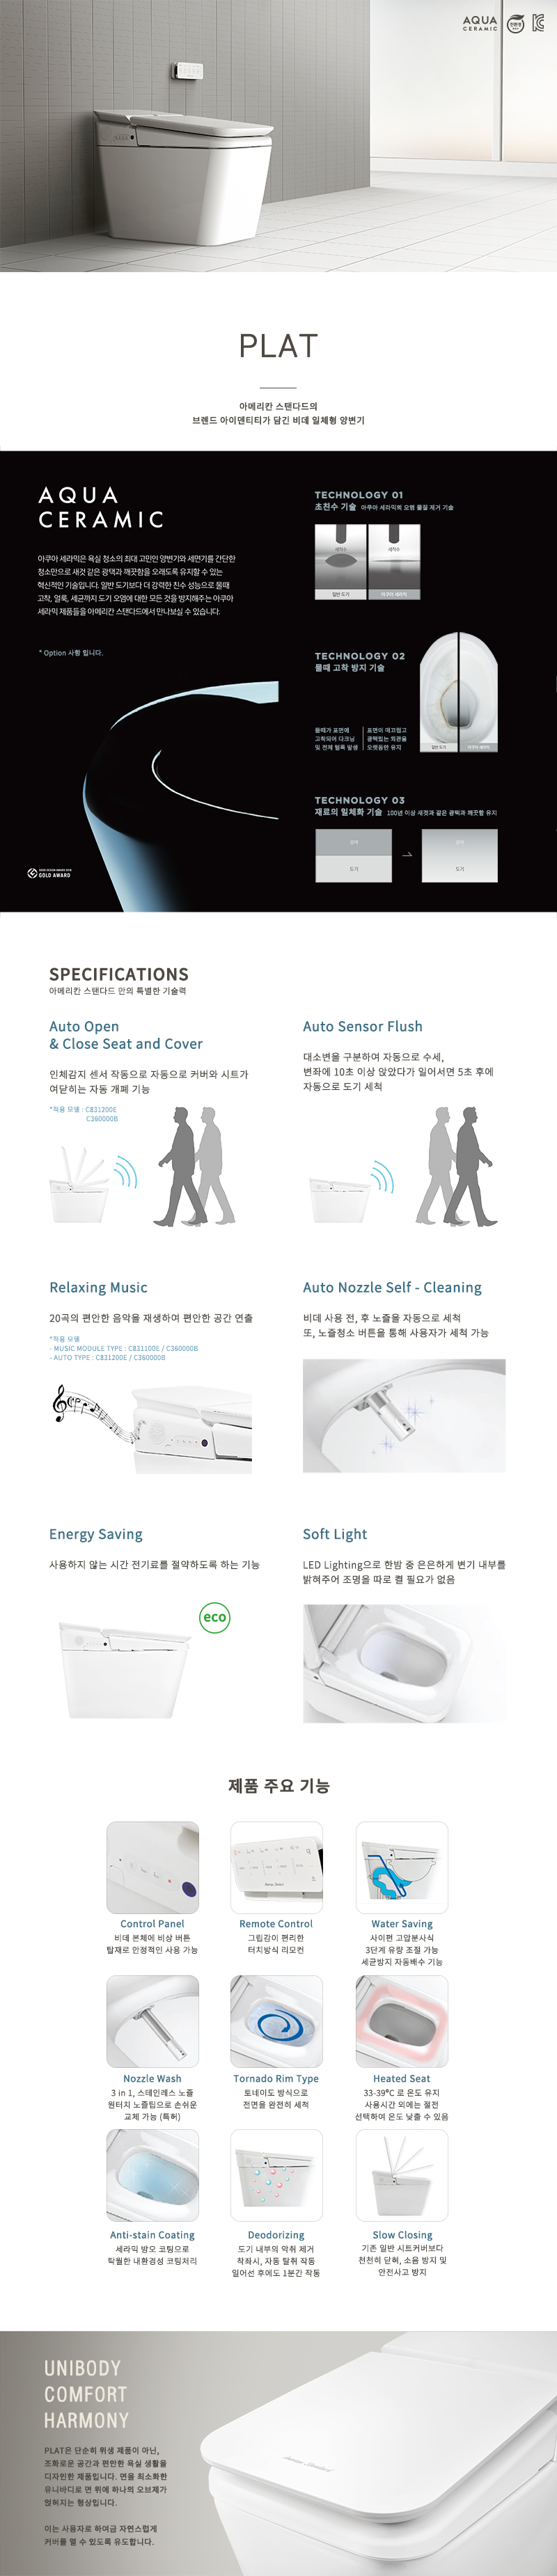 AQUA
CERAMIC
PLAT
아메리칸 스탠다드의
브렌드 아이덴티티가 담긴 비데 일체형 양변기
AQUA
CERAMIC
아쿠아 세라믹은 욕실 청소의 최대 고민인 양변기와 세면기를 간단한
청소만으로 새것 같은 광택과 깨끗함을 오래도록 유지할 수 있는
혁신적인 기술입니다. 일반 도기보다 더 강력한 친수 성능으로 물때
고착, 얼룩, 세균까지 도기 오염에 대한 모든 것을 방지해주는 아쿠아
세라믹 제품들을 아메리칸 스탠다드에서 만나보실 수 있습니다.
* Option 사항 입니다.
GOLD AWARD
TECHNOLOGY 01
초친수 기술 아쿠아 세라믹의 오렌 물질 제거 기술
세척수
세척수
일반 도기
아쿠아 세라믹
TECHNOLOGY 02
물때 고착 방지 기술
물때가 표면에
고착되어 다크닝
및 전체 얼룩 발생
표면이 매끄럽고
광택있는 외관을
오랫동안 유지
일반 도기
아쿠아 세라믹
TECHNOLOGY 03
재료의 일체화 기술 100년 이상 새것과 같은 광택과 깨끗함 유지
도기
도기
SPECIFICATIONS
아메리칸 스탠다드 만의 특별한 기술력
Auto Open
& Close Seat and Cover
인체감지 센서 작동으로 자동으로 커버와 시트가
여닫히는 자동 개폐 기능
*적용 모델 : C831200E
C360000B
Auto Sensor Flush
대소변을 구분하여 자동으로 수세,
변좌에 10초 이상 앉았다가 일어서면 5초 후에
자동으로 도기 세척
Relaxing Music
20곡의 편안한 음악을 재생하여 편안한 공간 연출
*적용 모델
- MUSIC MODULE TYPE : C831100E / C360000B
- AUTO TYPE : C831200E / C360000B
Auto Nozzle Self - Cleaning
비데 사용 전, 후 노즐을 자동으로 세척
또, 노즐청소 버튼을 통해 사용자가 세척 가능
Energy Saving
사용하지 않는 시간 전기료를 절약하도록 하는 기능
eco
Soft Light
LED Lighting으로 한밤 중 은은하게 변기 내부를
밝혀주어 조명을 따로 켤 필요가 없음
제품 주요 기능
Control Panel
비데 본체에 비상 버튼
탑재로 안정적인 사용 가능
Remote Control
그립감이 편리한
터치방식 리모컨
Water Saving
사이펀 고압분사식
3단계 유량 조절 가능
세균방지 자동배수 기능
Nozzle Wash
3 in 1, 스테인레스 노즐
원터치 노즐팁으로 손쉬운
교체 가능 (특허)
Tornado Rim Type
토네이도 방식으로
전면을 완전히 세척
Heated Seat
33-39°C 로 온도 유지
사용시간 외에는 절전
선택하여 온도 낮출 수 있음
Anti-stain Coating
세라믹 방오 코팅으로
탁월한 내환경성 코팅처리
Deodorizing
도기 내부의 악취 제거
착좌시, 자동 탈취 작동
일어선 후에도 1분간 작동
Slow Closing
기존 일반 시트커버보다
천천히 닫혀, 소음 방지 및
안전사고 방지
UNIBODY
COMFORT
HARMONY
PLAT은 단순히 위생 제품이 아닌,
조화로운 공간과 편안한 욕실 생활을
디자인한 제품입니다. 면을 최소화한
유니바디로 면 위에 하나의 오브제가
얹혀지는 형상입니다.
이는 사용자로 하여금 자연스럽게
커버를 열 수 있도록 유도합니다.